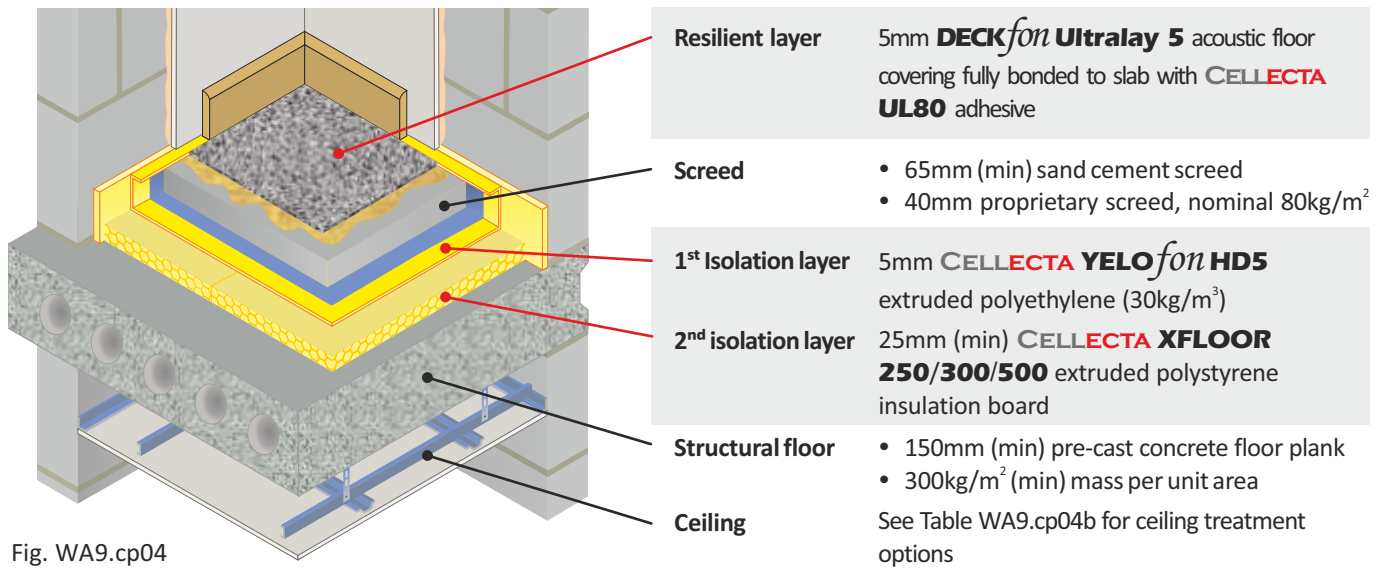 Resilient layer 5mm DECKfon Ultralay 5 acoustic floor
covering fully bonded to slab with CELLECTA
UL80 adhesive
Screed • 65mm (min) sand cement screed
• 40mm proprietary screed, nominal 80kg/m²
1st Isolation layer 5mm CELLECTA YELOfon HD5
extruded polyethylene (30kg/m³)
2nd isolation layer 25mm (min) CELLECTA XFLOOR
250/300/500 extruded polystyrene
insulation board
Structural floor • 150mm (min) pre-cast concrete floor plank
• 300kg/m² (min) mass per unit area
Ceiling See Table WA9.cp04b for ceiling treatment
options
Fig. WA9.cp04